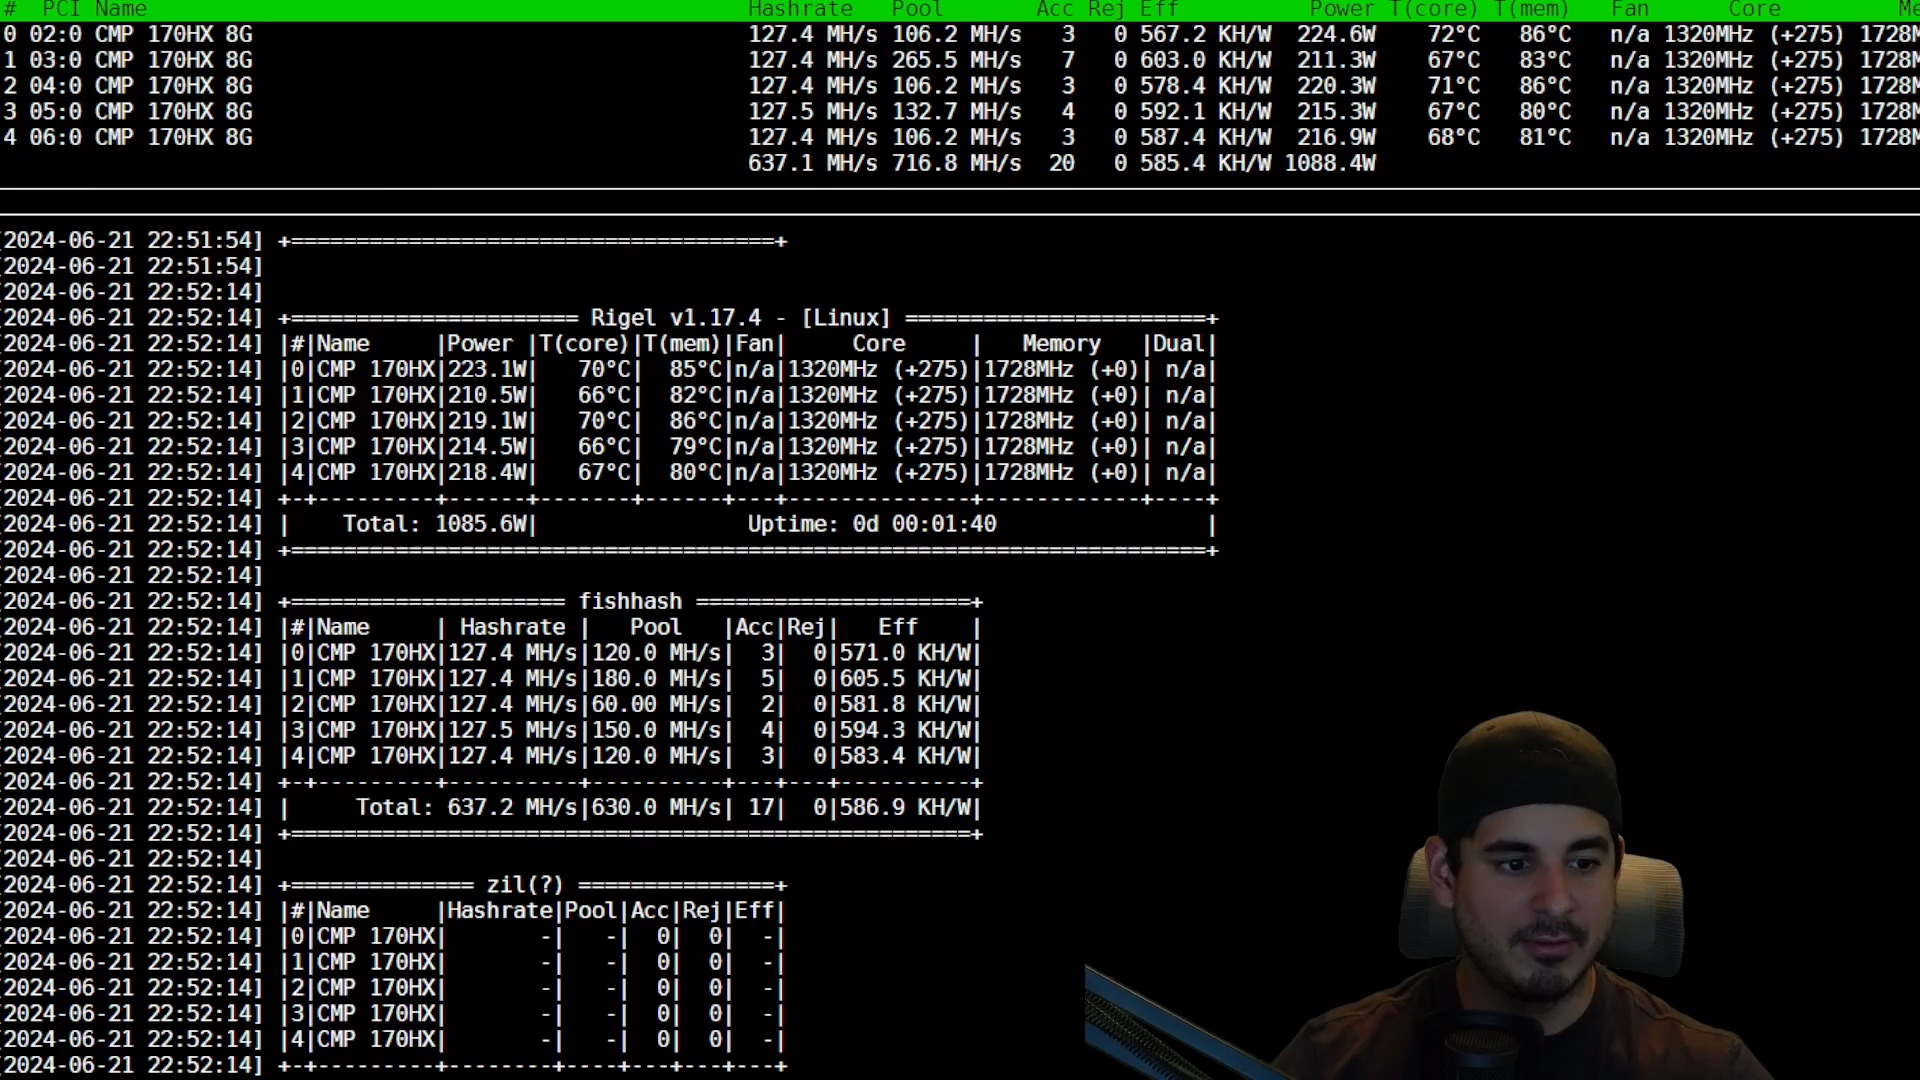 # PCI Name Hashrate Pool Acc Rej Eff Power T(core) T(mem) Fan Core
0 02:0 CMP 170HX 8G 127.4 MH/s 106.2 MH/s 3 0 567.2 KH/W 224.6W 72°C 86°C n/a 1320MHz (+275) 1728M
1 03:0 CMP 170HX 8G 127.4 MH/s 265.5 MH/s 7 0 603.0 KH/W 211.3W 67°C 83°C n/a 1320MHz (+275) 1728M
2 04:0 CMP 170HX 8G 127.4 MH/s 106.2 MH/s 3 0 578.4 KH/W 220.3W 71°C 86°C n/a 1320MHz (+275) 1728M
3 05:0 CMP 170HX 8G 127.5 MH/s 132.7 MH/s 4 0 592.1 KH/W 215.3W 67°C 80°C n/a 1320MHz (+275) 1728M
4 06:0 CMP 170HX 8G 127.4 MH/s 106.2 MH/s 3 0 587.4 KH/W 216.9W 68°C 81°C n/a 1320MHz (+275) 1728M
637.1 MH/s 716.8 MH/s 20 0 585.4 KH/W 1088.4W
[2024-06-21 22:51:54] +=====================================+
[2024-06-21 22:51:54]
[2024-06-21 22:52:14]
[2024-06-21 22:52:14] +====================== Rigel v1.17.4 - [Linux] =======================+
[2024-06-21 22:52:14] |#|Name |Power |T(core)|T(mem)|Fan| Core | Memory |Dual|
[2024-06-21 22:52:14] |0|CMP 170HX|223.1W| 70°C| 85°C|n/a|1320MHz (+275)|1728MHz (+0)| n/a|
[2024-06-21 22:52:14] |1|CMP 170HX|210.5W| 66°C| 82°C|n/a|1320MHz (+275)|1728MHz (+0)| n/a|
[2024-06-21 22:52:14] |2|CMP 170HX|219.1W| 70°C| 86°C|n/a|1320MHz (+275)|1728MHz (+0)| n/a|
[2024-06-21 22:52:14] |3|CMP 170HX|214.5W| 66°C| 79°C|n/a|1320MHz (+275)|1728MHz (+0)| n/a|
[2024-06-21 22:52:14] |4|CMP 170HX|218.4W| 67°C| 80°C|n/a|1320MHz (+275)|1728MHz (+0)| n/a|
[2024-06-21 22:52:14] +-+---------+------+-------+------+---+--------------+------------+----+
[2024-06-21 22:52:14] | Total: 1085.6W| Uptime: 0d 00:01:40 |
[2024-06-21 22:52:14] +======================================================================+
[2024-06-21 22:52:14]
[2024-06-21 22:52:14] +===================== fishhash =====================+
[2024-06-21 22:52:14] |#|Name | Hashrate | Pool |Acc|Rej| Eff |
[2024-06-21 22:52:14] |0|CMP 170HX|127.4 MH/s|120.0 MH/s| 3| 0|571.0 KH/W|
[2024-06-21 22:52:14] |1|CMP 170HX|127.4 MH/s|180.0 MH/s| 5| 0|605.5 KH/W|
[2024-06-21 22:52:14] |2|CMP 170HX|127.4 MH/s|60.00 MH/s| 2| 0|581.8 KH/W|
[2024-06-21 22:52:14] |3|CMP 170HX|127.5 MH/s|150.0 MH/s| 4| 0|594.3 KH/W|
[2024-06-21 22:52:14] |4|CMP 170HX|127.4 MH/s|120.0 MH/s| 3| 0|583.4 KH/W|
[2024-06-21 22:52:14] +-+---------+----------+----------+---+---+----------+
[2024-06-21 22:52:14] | Total: 637.2 MH/s|630.0 MH/s| 17| 0|586.9 KH/W|
[2024-06-21 22:52:14] +====================================================+
[2024-06-21 22:52:14]
[2024-06-21 22:52:14] +============== zil(?) ===============+
[2024-06-21 22:52:14] |#|Name |Hashrate|Pool|Acc|Rej|Eff|
[2024-06-21 22:52:14] |0|CMP 170HX| -| -| 0| 0| -|
[2024-06-21 22:52:14] |1|CMP 170HX| -| -| 0| 0| -|
[2024-06-21 22:52:14] |2|CMP 170HX| -| -| 0| 0| -|
[2024-06-21 22:52:14] |3|CMP 170HX| -| -| 0| 0| -|
[2024-06-21 22:52:14] |4|CMP 170HX| -| -| 0| 0| -|
[2024-06-21 22:52:14] +-+---------+--------+----+---+---+---+